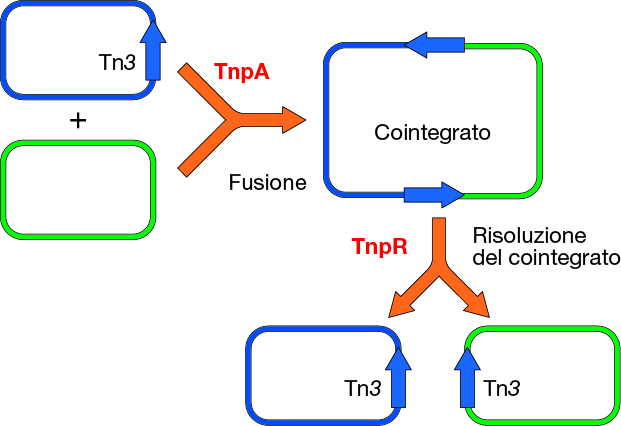 Tn3
+
TnpA
Fusione
Cointegrato
TnpR
Risoluzione
del cointegrato
Tn3
Tn3